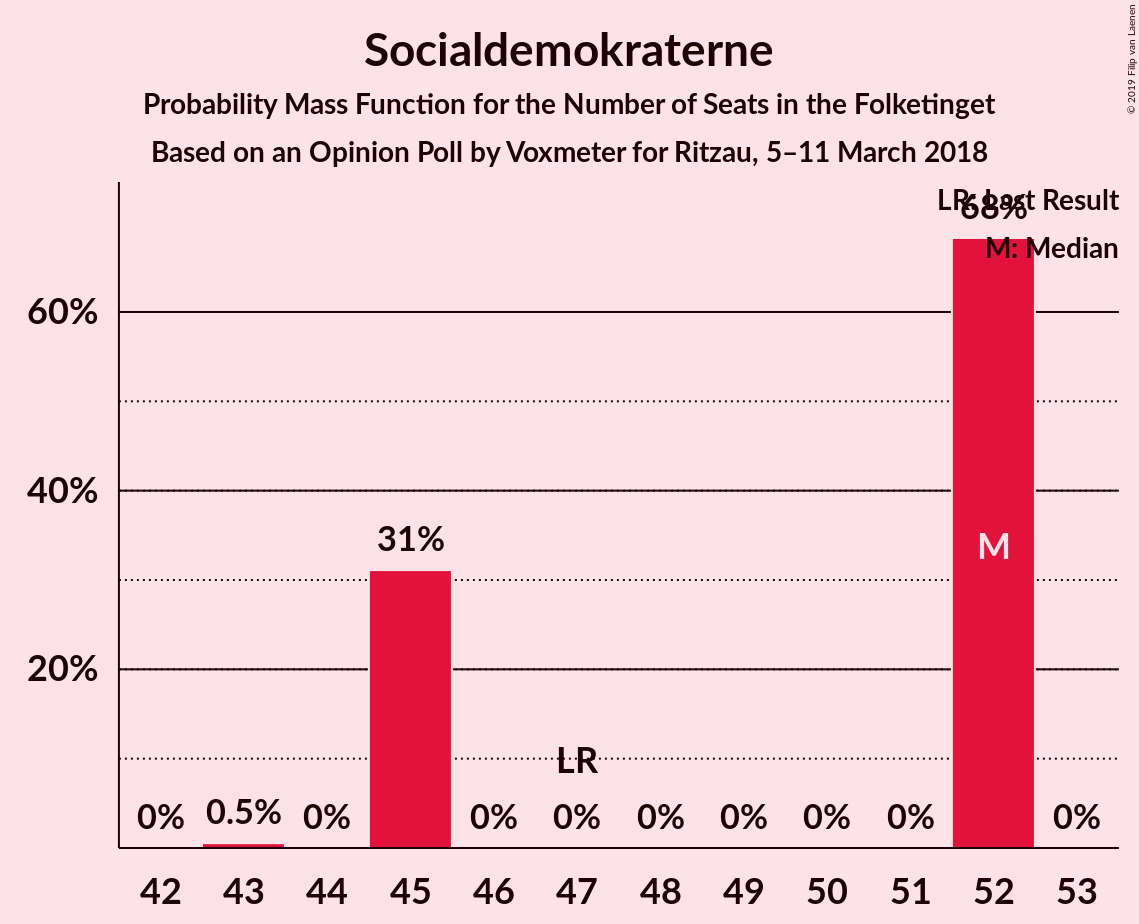 Socialdemokraterne
Probability Mass Function for the Number of Seats in the Folketinget
Based on an Opinion Poll by Voxmeter for Ritzau, 5–11 March 2018
© 2019 Filip van Laenen
LR: Last Result
M: Median
68%
60%
40%
20%
31%
M
LR
0% 0.5% 0% 0% 0% 0% 0% 0% 0% 0%
42 43 44 45 46 47 48 49 50 51 52 53